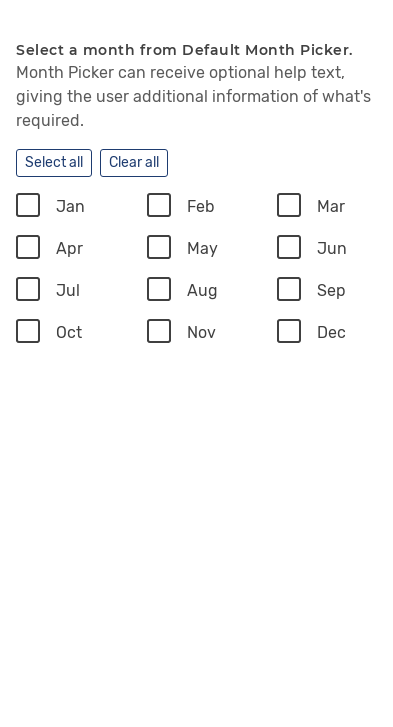 Select a month from Default Month Picker.
Month Picker can receive optional help text,
giving the user additional information of what's
required.
Select all Clear all
Jan Feb Mar
Apr May Jun
Jul Aug Sep
Oct Nov Dec